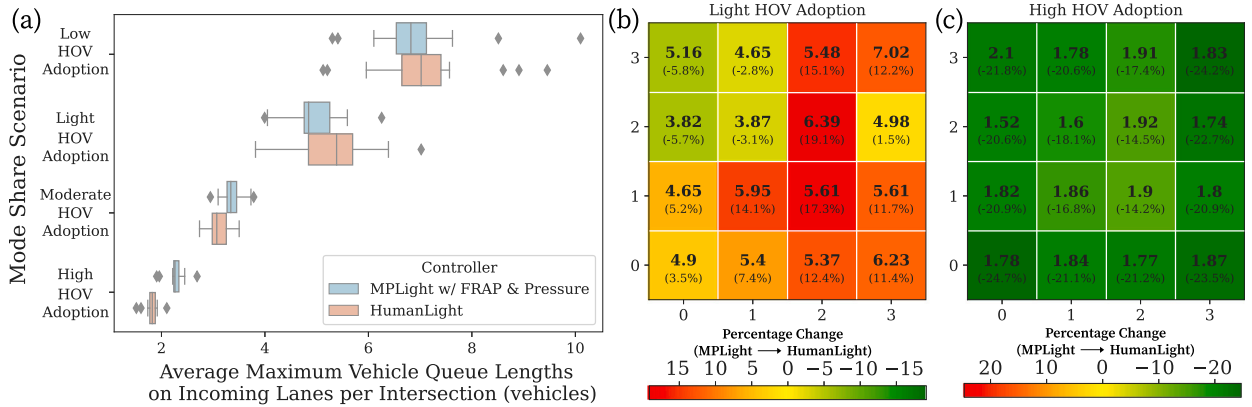 (a)
Mode Share Scenario
Low
HOV
Adoption
Light
HOV
Adoption
Moderate
HOV
Adoption
High
HOV
Adoption
Controller
MPLight w/ FRAP & Pressure
HumanLight
2 4 6 8 10
Average Maximum Vehicle Queue Lengths
on Incoming Lanes per Intersection (vehicles)
(b)
Light HOV Adoption
3
5.16 4.65 5.48 7.02
(-5.8%) (-2.8%) (15.1%) (12.2%)
2
3.82 3.87 6.39 4.98
(-5.7%) (-3.1%) (19.1%) (1.5%)
1
4.65 5.95 5.61 5.61
(5.2%) (14.1%) (17.3%) (11.7%)
0
4.9 5.4 5.37 6.23
(3.5%) (7.4%) (12.4%) (11.4%)
0 1 2 3
Percentage Change
(MPLight ⟶ HumanLight)
15 10 5 0 −5 −10 −15
(c)
High HOV Adoption
3
2.1 1.78 1.91 1.83
(-21.8%) (-20.6%) (-17.4%) (-24.2%)
2
1.52 1.6 1.92 1.74
(-20.6%) (-18.1%) (-14.5%) (-22.7%)
1
1.82 1.86 1.9 1.8
(-20.9%) (-16.8%) (-14.2%) (-20.9%)
0
1.78 1.84 1.77 1.87
(-24.7%) (-21.1%) (-21.2%) (-23.5%)
0 1 2 3
Percentage Change
(MPLight ⟶ HumanLight)
20 10 0 −10 −20